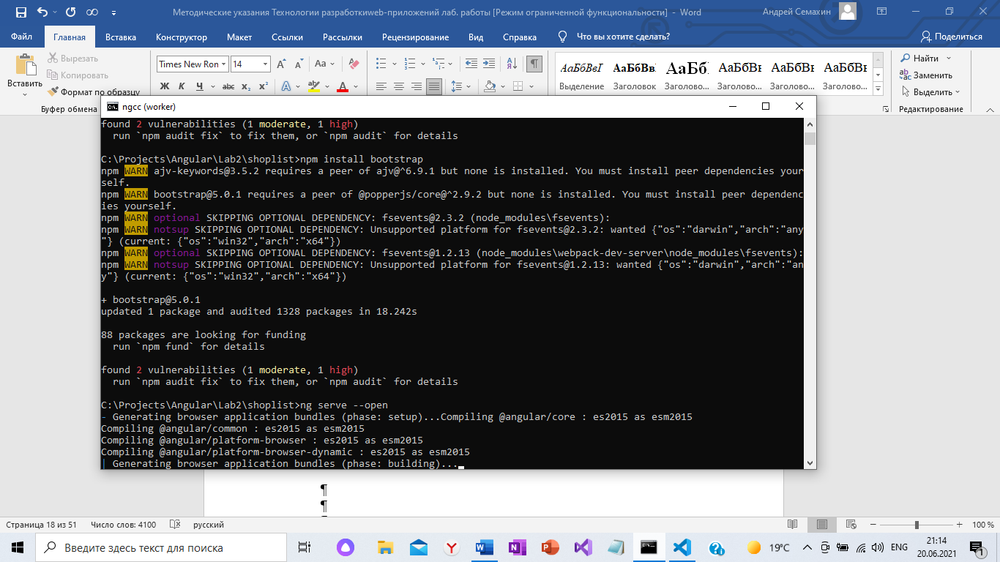 Методические указания Технологии разработкиweb-приложений лаб. работы [Режим ограниченной функциональности] - Word
Андрей Семахин
Файл Главная Вставка Конструктор Макет Ссылки Рассылки Рецензирование Вид Справка Что вы хотите сделать? Поделиться
Вставить
Вырезать
Копировать
Формат по образцу
Буфер обмена
Times New Ron 14
Aa
Ж К Ч abc x₂ x²
АаБбВвІ АаБбВв АаБб АаБбВі АаБбВі АаБбВі
Выделение Заголовок Заголово... Заголово... Заголово... Заголово...
Найти
Заменить
Выделить
Редактирование
ngcc (worker)
found 2 vulnerabilities (1 moderate, 1 high)
run `npm audit fix` to fix them, or `npm audit` for details
C:\Projects\Angular\Lab2\shoplist>npm install bootstrap
npm WARN ajv-keywords@3.5.2 requires a peer of ajv@^6.9.1 but none is installed. You must install peer dependencies your
self.
npm WARN bootstrap@5.0.1 requires a peer of @popperjs/core@^2.9.2 but none is installed. You must install peer dependenc
ies yourself.
npm WARN optional SKIPPING OPTIONAL DEPENDENCY: fsevents@2.3.2 (node_modules\fsevents):
npm WARN notsup SKIPPING OPTIONAL DEPENDENCY: Unsupported platform for fsevents@2.3.2: wanted {"os":"darwin","arch":"any
"} (current: {"os":"win32","arch":"x64"})
npm WARN optional SKIPPING OPTIONAL DEPENDENCY: fsevents@1.2.13 (node_modules\webpack-dev-server\node_modules\fsevents):
npm WARN notsup SKIPPING OPTIONAL DEPENDENCY: Unsupported platform for fsevents@1.2.13: wanted {"os":"darwin","arch":"an
y"} (current: {"os":"win32","arch":"x64"})
+ bootstrap@5.0.1
updated 1 package and audited 1328 packages in 18.242s
88 packages are looking for funding
run `npm fund` for details
found 2 vulnerabilities (1 moderate, 1 high)
run `npm audit fix` to fix them, or `npm audit` for details
C:\Projects\Angular\Lab2\shoplist>ng serve --open
- Generating browser application bundles (phase: setup)...Compiling @angular/core : es2015 as esm2015
Compiling @angular/common : es2015 as esm2015
Compiling @angular/platform-browser : es2015 as esm2015
Compiling @angular/platform-browser-dynamic : es2015 as esm2015
| Generating browser application bundles (phase: building)...
¶
¶
Страница 18 из 51 Число слов: 4100 русский 100 %
Введите здесь текст для поиска
19°C
ENG
21:14
20.06.2021
1